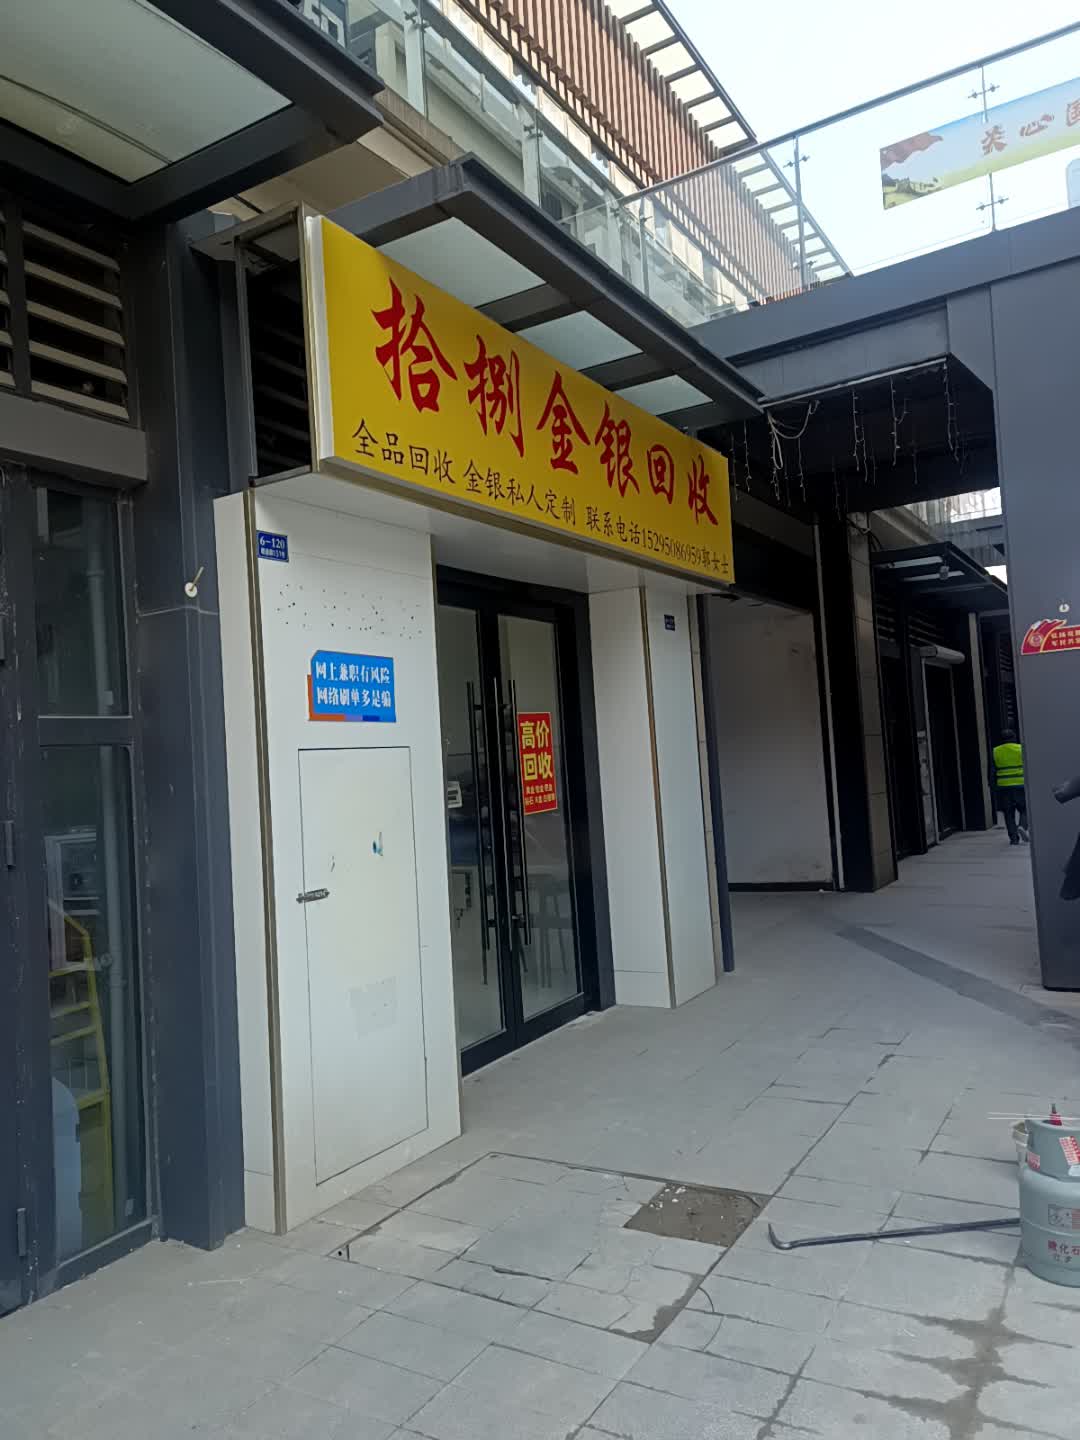 拾捌金银回收
全品回收 金银私人定制 联系电话15295086959郭女士
6-120
网上兼职有风险
网络刷单多是骗
高价
回收